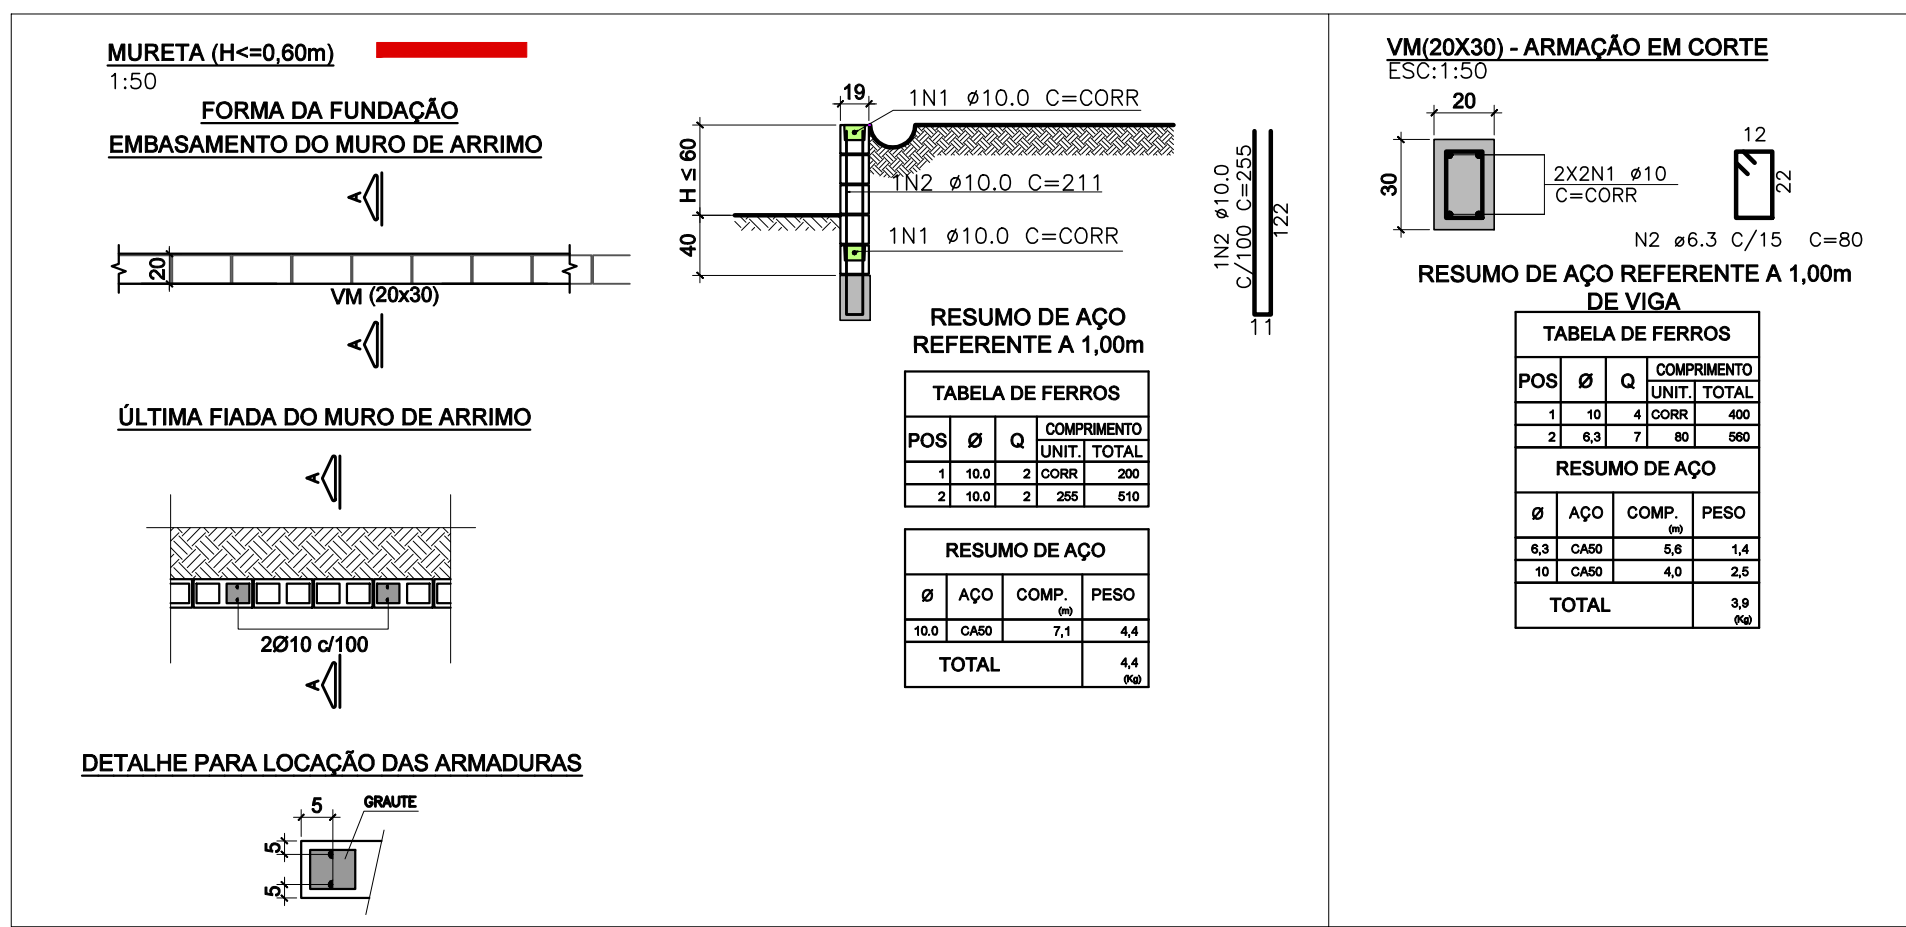 MURETA (H<=0,60m)
1:50
FORMA DA FUNDAÇÃO
EMBASAMENTO DO MURO DE ARRIMO
A
20
VM (20x30)
A
ÚLTIMA FIADA DO MURO DE ARRIMO
A
2Ø10 c/100
A
DETALHE PARA LOCAÇÃO DAS ARMADURAS
5
GRAUTE
5
5
19
1N1 ø10.0 C=CORR
H ≤ 60
1N2 ø10.0 C=211
1N1 ø10.0 C=CORR
40
1N2 ø10.0
C/100 C=255
122
11
RESUMO DE AÇO
REFERENTE A 1,00m
TABELA DE FERROS
POS Ø Q COMPRIMENTO
UNIT. TOTAL
1 10.0 2 CORR 200
2 10.0 2 255 510
RESUMO DE AÇO
Ø AÇO COMP. (m) PESO
10.0 CA50 7,1 4,4
TOTAL 4,4
(Kg)
VM(20X30) - ARMAÇÃO EM CORTE
ESC:1:50
20
30
2X2N1 ø10
C=CORR
12
22
N2 ø6.3 C/15 C=80
RESUMO DE AÇO REFERENTE A 1,00m
DE VIGA
TABELA DE FERROS
POS Ø Q COMPRIMENTO
UNIT. TOTAL
1 10 4 CORR 400
2 6,3 7 80 560
RESUMO DE AÇO
Ø AÇO COMP. (m) PESO
6,3 CA50 5,6 1,4
10 CA50 4,0 2,5
TOTAL 3,9
(Kg)